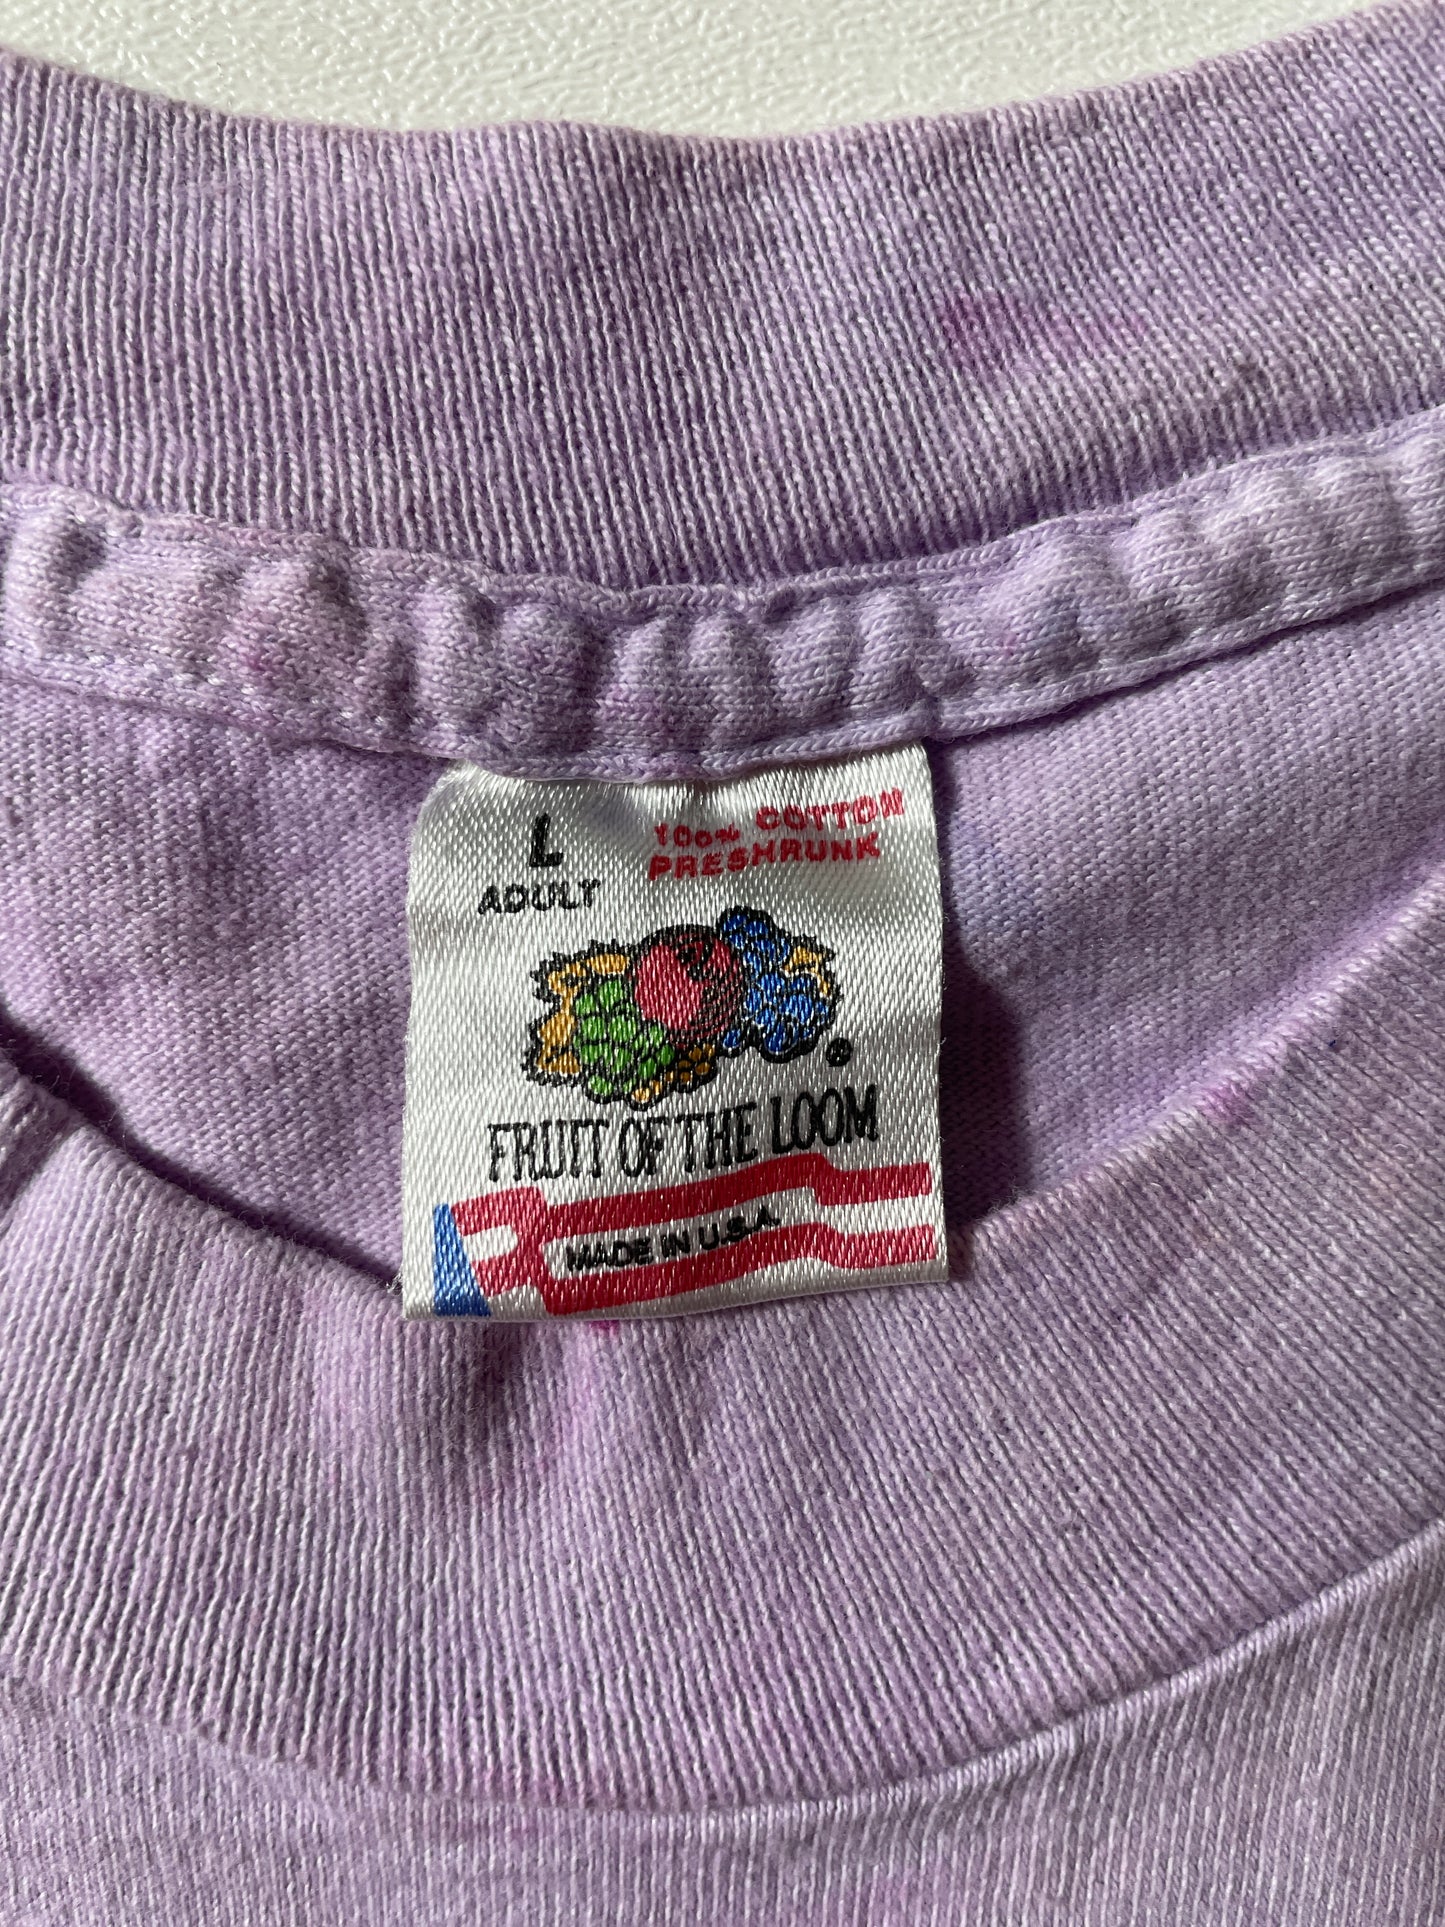 L
ADULT
100% COTTON
PRESHRUNK
®
FRUIT OF THE LOOM
MADE IN U.S.A